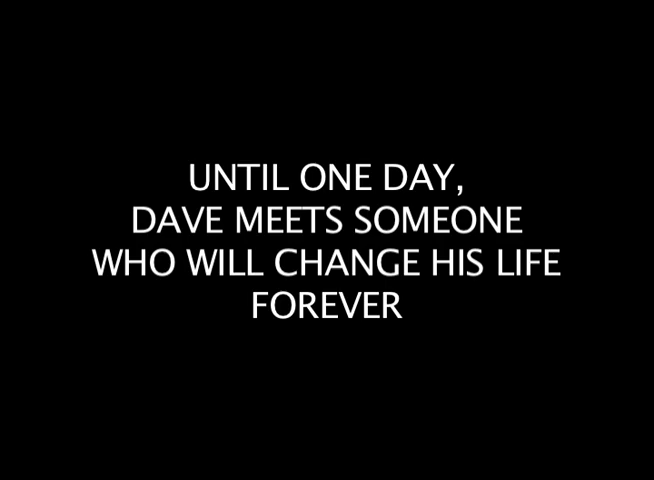 UNTIL ONE DAY,
DAVE MEETS SOMEONE
WHO WILL CHANGE HIS LIFE
FOREVER